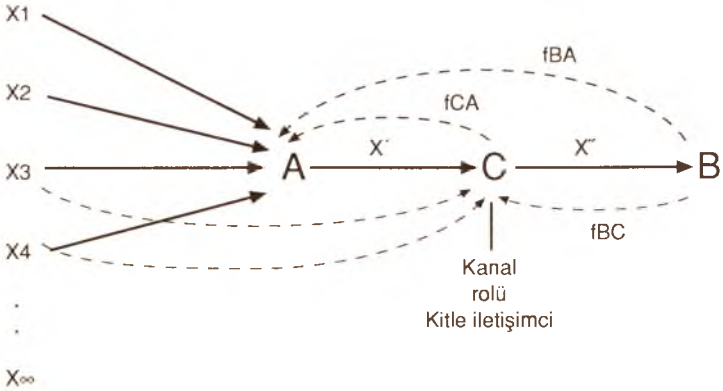 X1
X2
X3
X4
.
.
X∞
A
X´
C
X˝
B
fBA
fCA
fBC
Kanal
rolü
Kitle iletişimci